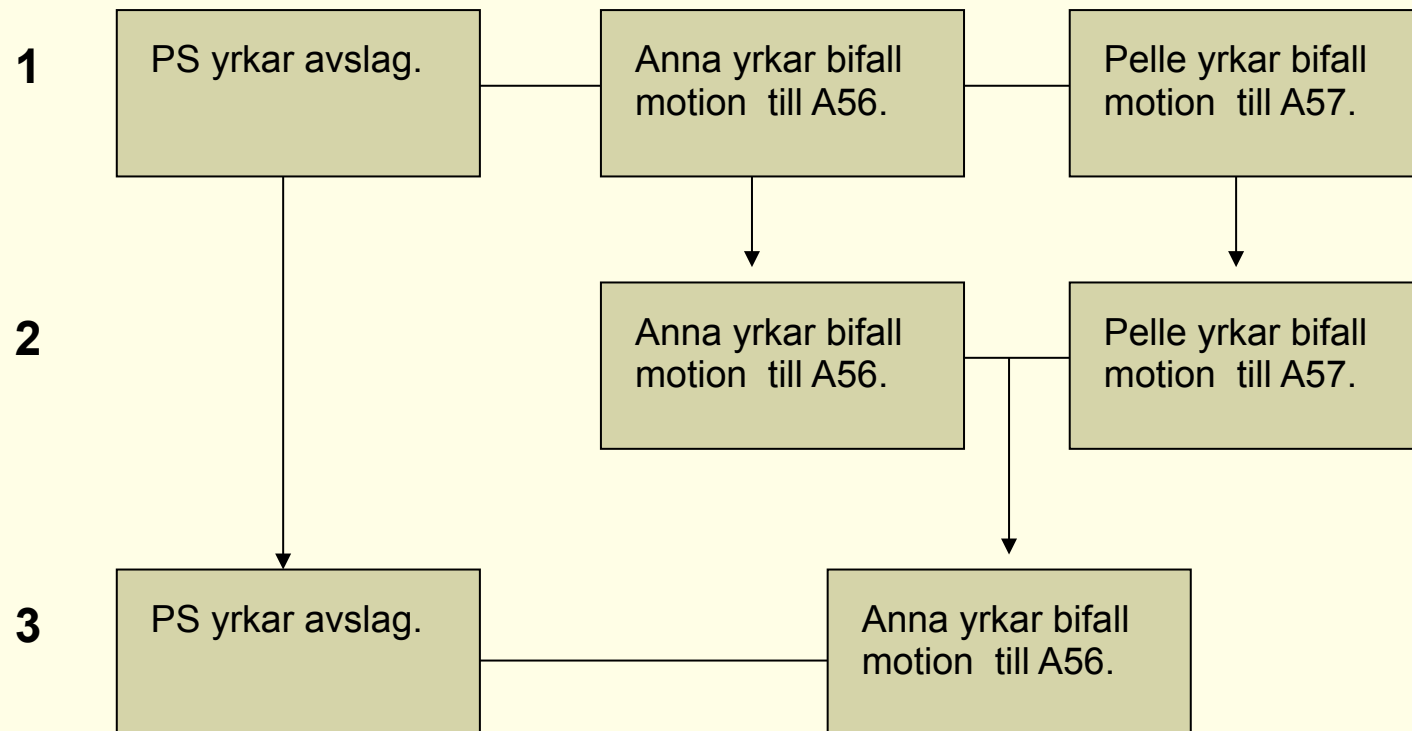 1
PS yrkar avslag.
Anna yrkar bifall
motion  till A56.
Pelle yrkar bifall
motion  till A57.
2
Anna yrkar bifall
motion  till A56.
Pelle yrkar bifall
motion  till A57.
3
PS yrkar avslag.
Anna yrkar bifall
motion  till A56.